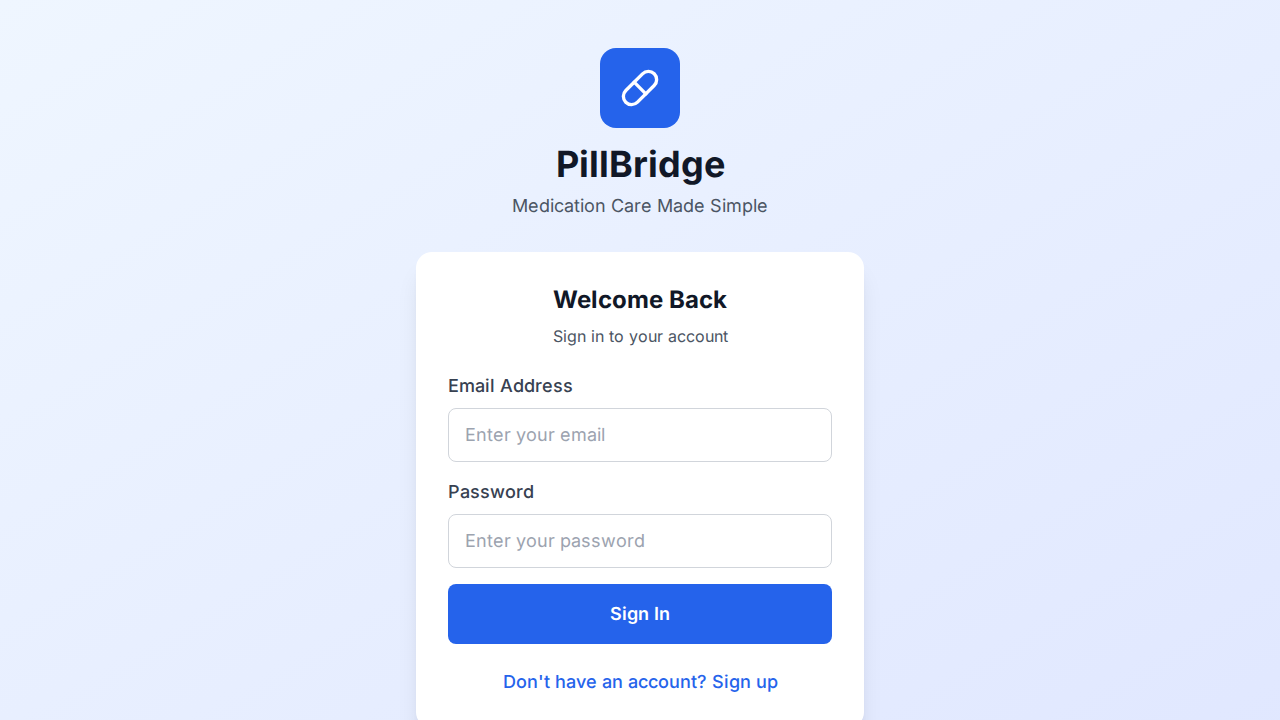 PillBridge
Medication Care Made Simple
Welcome Back
Sign in to your account
Email Address
Enter your email
Password
Enter your password
Sign In
Don't have an account? Sign up